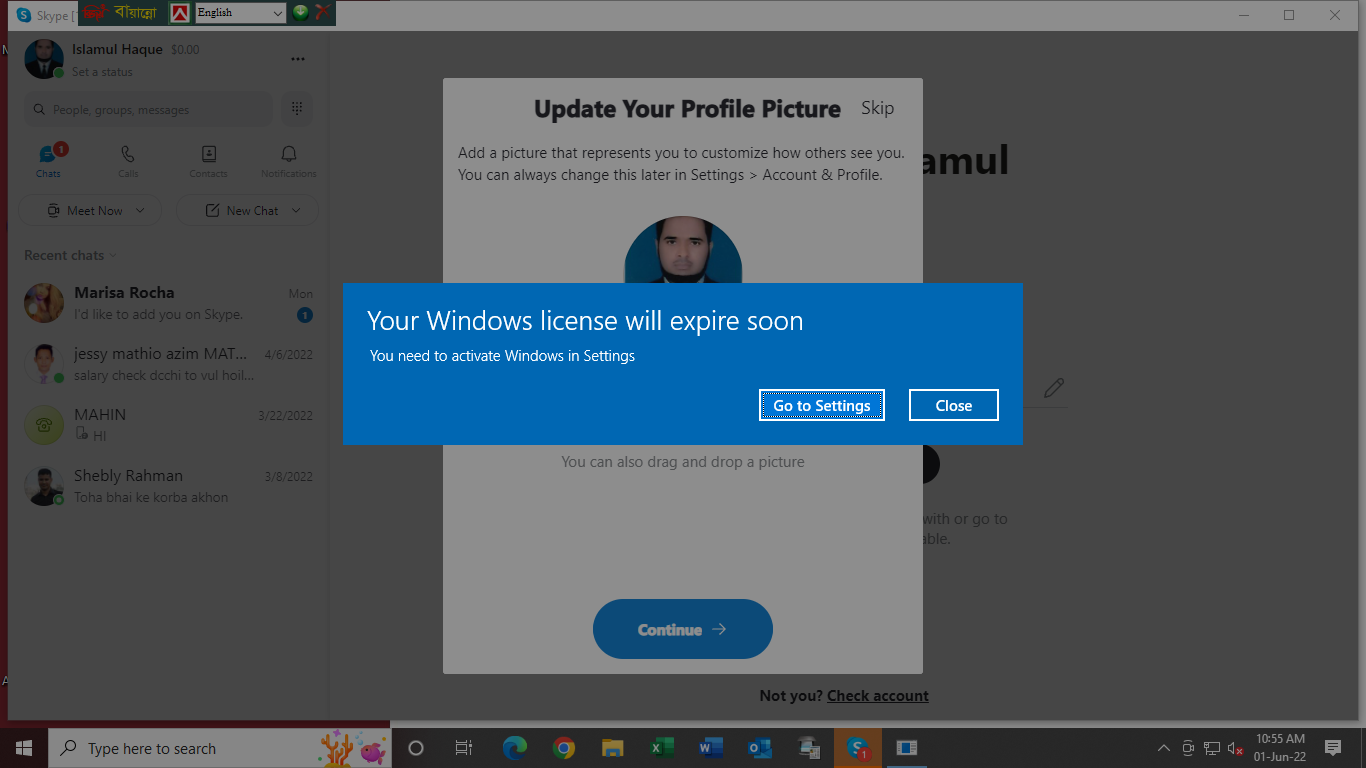 Skype [
বায়ান্নো
English
Islamul Haque $0.00
Set a status
People, groups, messages
1
Chats
Calls
Contacts
Notifications
Meet Now
New Chat
Recent chats
Marisa Rocha
Mon
I'd like to add you on Skype.
1
jessy mathio azim MAT...
4/6/2022
salary check dcchi to vul hoil...
MAHIN
3/22/2022
HI
Shebly Rahman
3/8/2022
Toha bhai ke korba akhon
Update Your Profile Picture
Skip
Add a picture that represents you to customize how others see you.
You can always change this later in Settings > Account & Profile.
amul
Your Windows license will expire soon
You need to activate Windows in Settings
Go to Settings
Close
You can also drag and drop a picture
with or go to
able.
Continue
Not you? Check account
Type here to search
1
10:55 AM
01-Jun-22